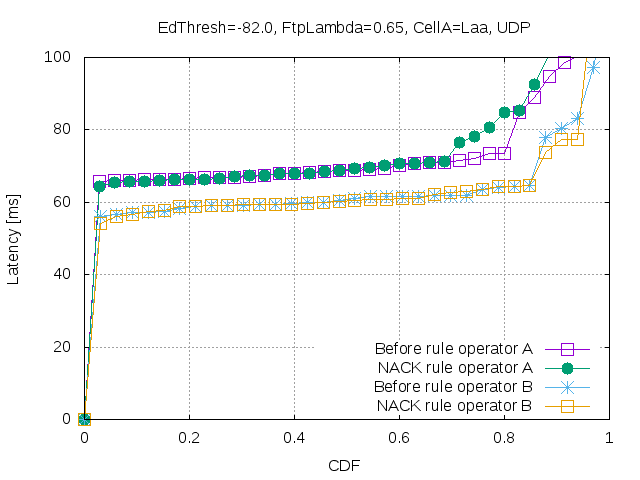 EdThresh=-82.0, FtpLambda=0.65, CellA=Laa, UDP
100
80
60
40
20
0
Latency [ms]
Before rule operator A
NACK rule operator A
Before rule operator B
NACK rule operator B
0 0.2 0.4 0.6 0.8 1
CDF